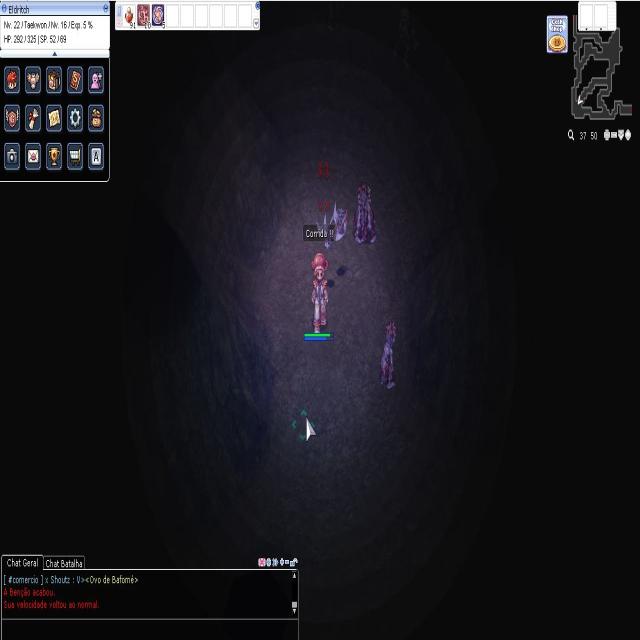 Eldritch
Nv. 22 / Taekwon / Nv. 16 / Exp. 5 %
HP. 292 / 325 | SP. 52 / 69
37 50
Corrida !!
Chat Geral
Chat Batalha
[ #comercio ] x Shoutz : V><Ovo de Bafomé>
A Benção acabou.
Sua velocidade voltou ao normal.